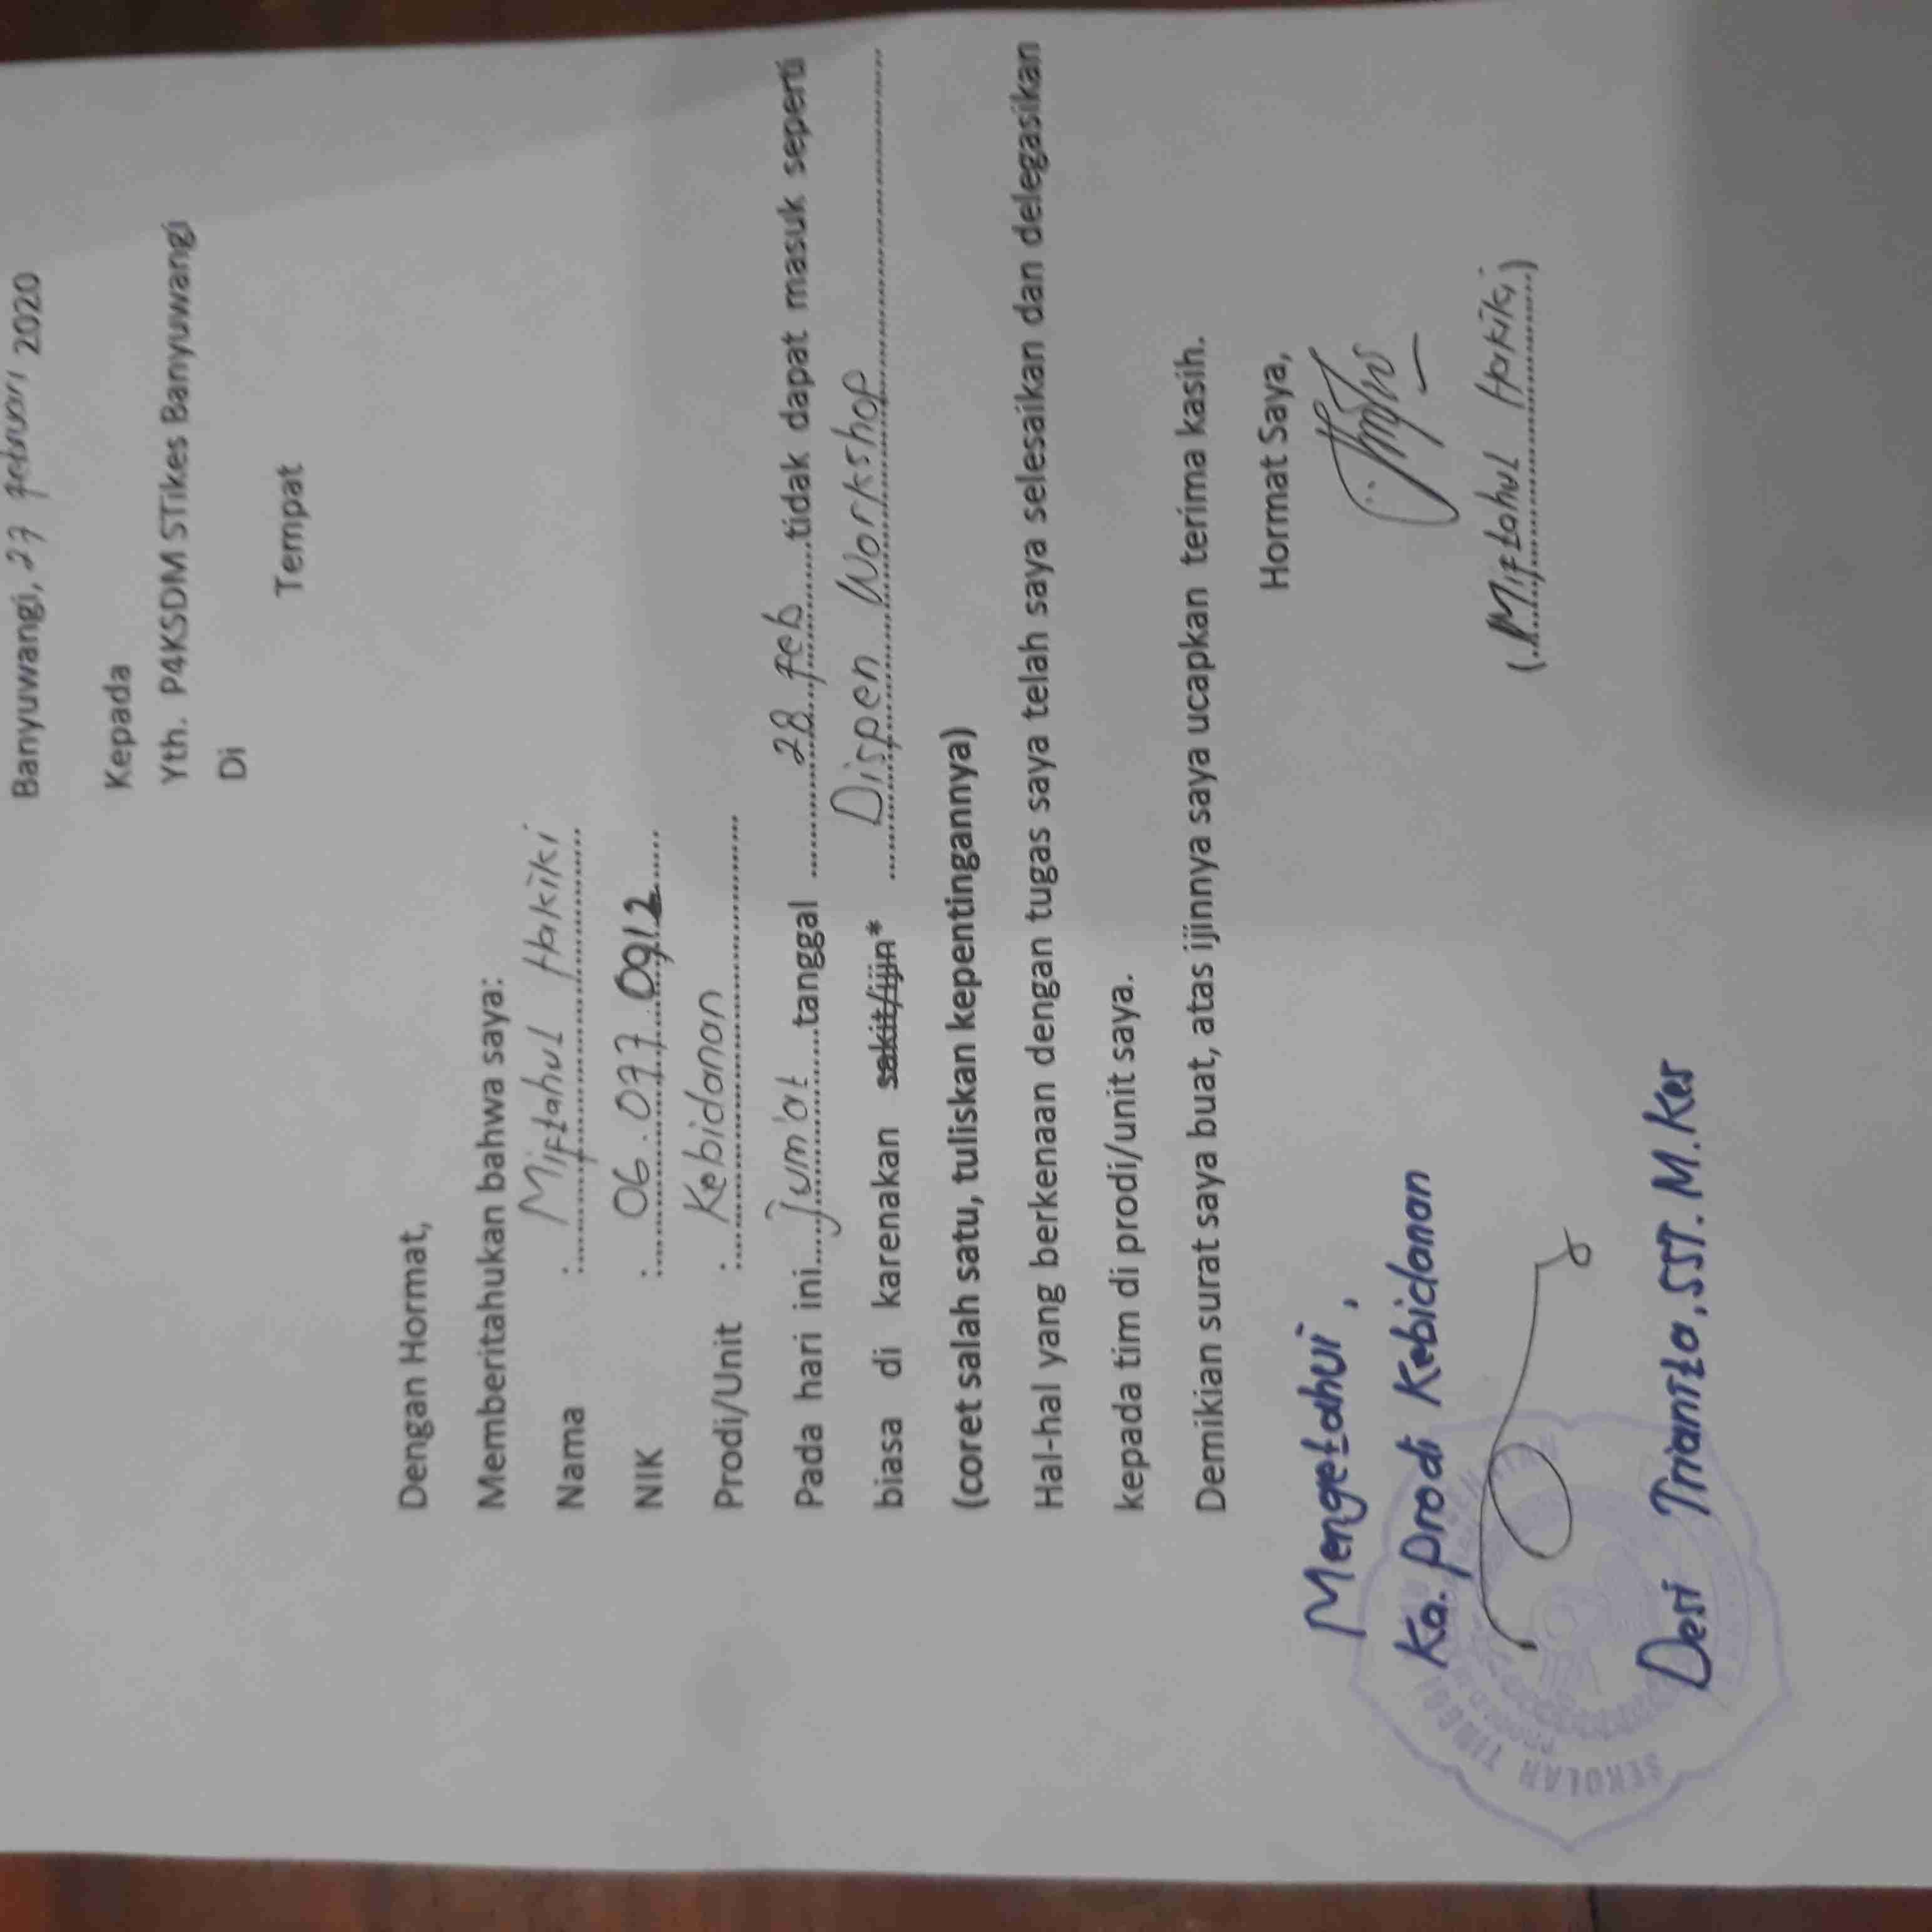 Banyuwangi, 27 februari 2020
Kepada
Yth. P4KSDM STikes Banyuwangi
Di
Tempat
Dengan Hormat,
Memberitahukan bahwa saya:
Nama : Miftahul Hakiki
NIK : 06.077.0912
Prodi/Unit : Kebidanan
Pada hari ini Jum'at tanggal 28 feb tidak dapat masuk seperti
biasa di karenakan sakit/ijin* Dispen Workshop
(coret salah satu, tuliskan kepentingannya)
Hal-hal yang berkenaan dengan tugas saya telah saya selesaikan dan delegasikan
kepada tim di prodi/unit saya.
Demikian surat saya buat, atas ijinnya saya ucapkan terima kasih.
Hormat Saya,
(Miftahul Hakiki)
Mengetahui,
Ka. prodi Kebidanan
SEKOLAH TINGGI
Desi Trianita, SST. M.Kes